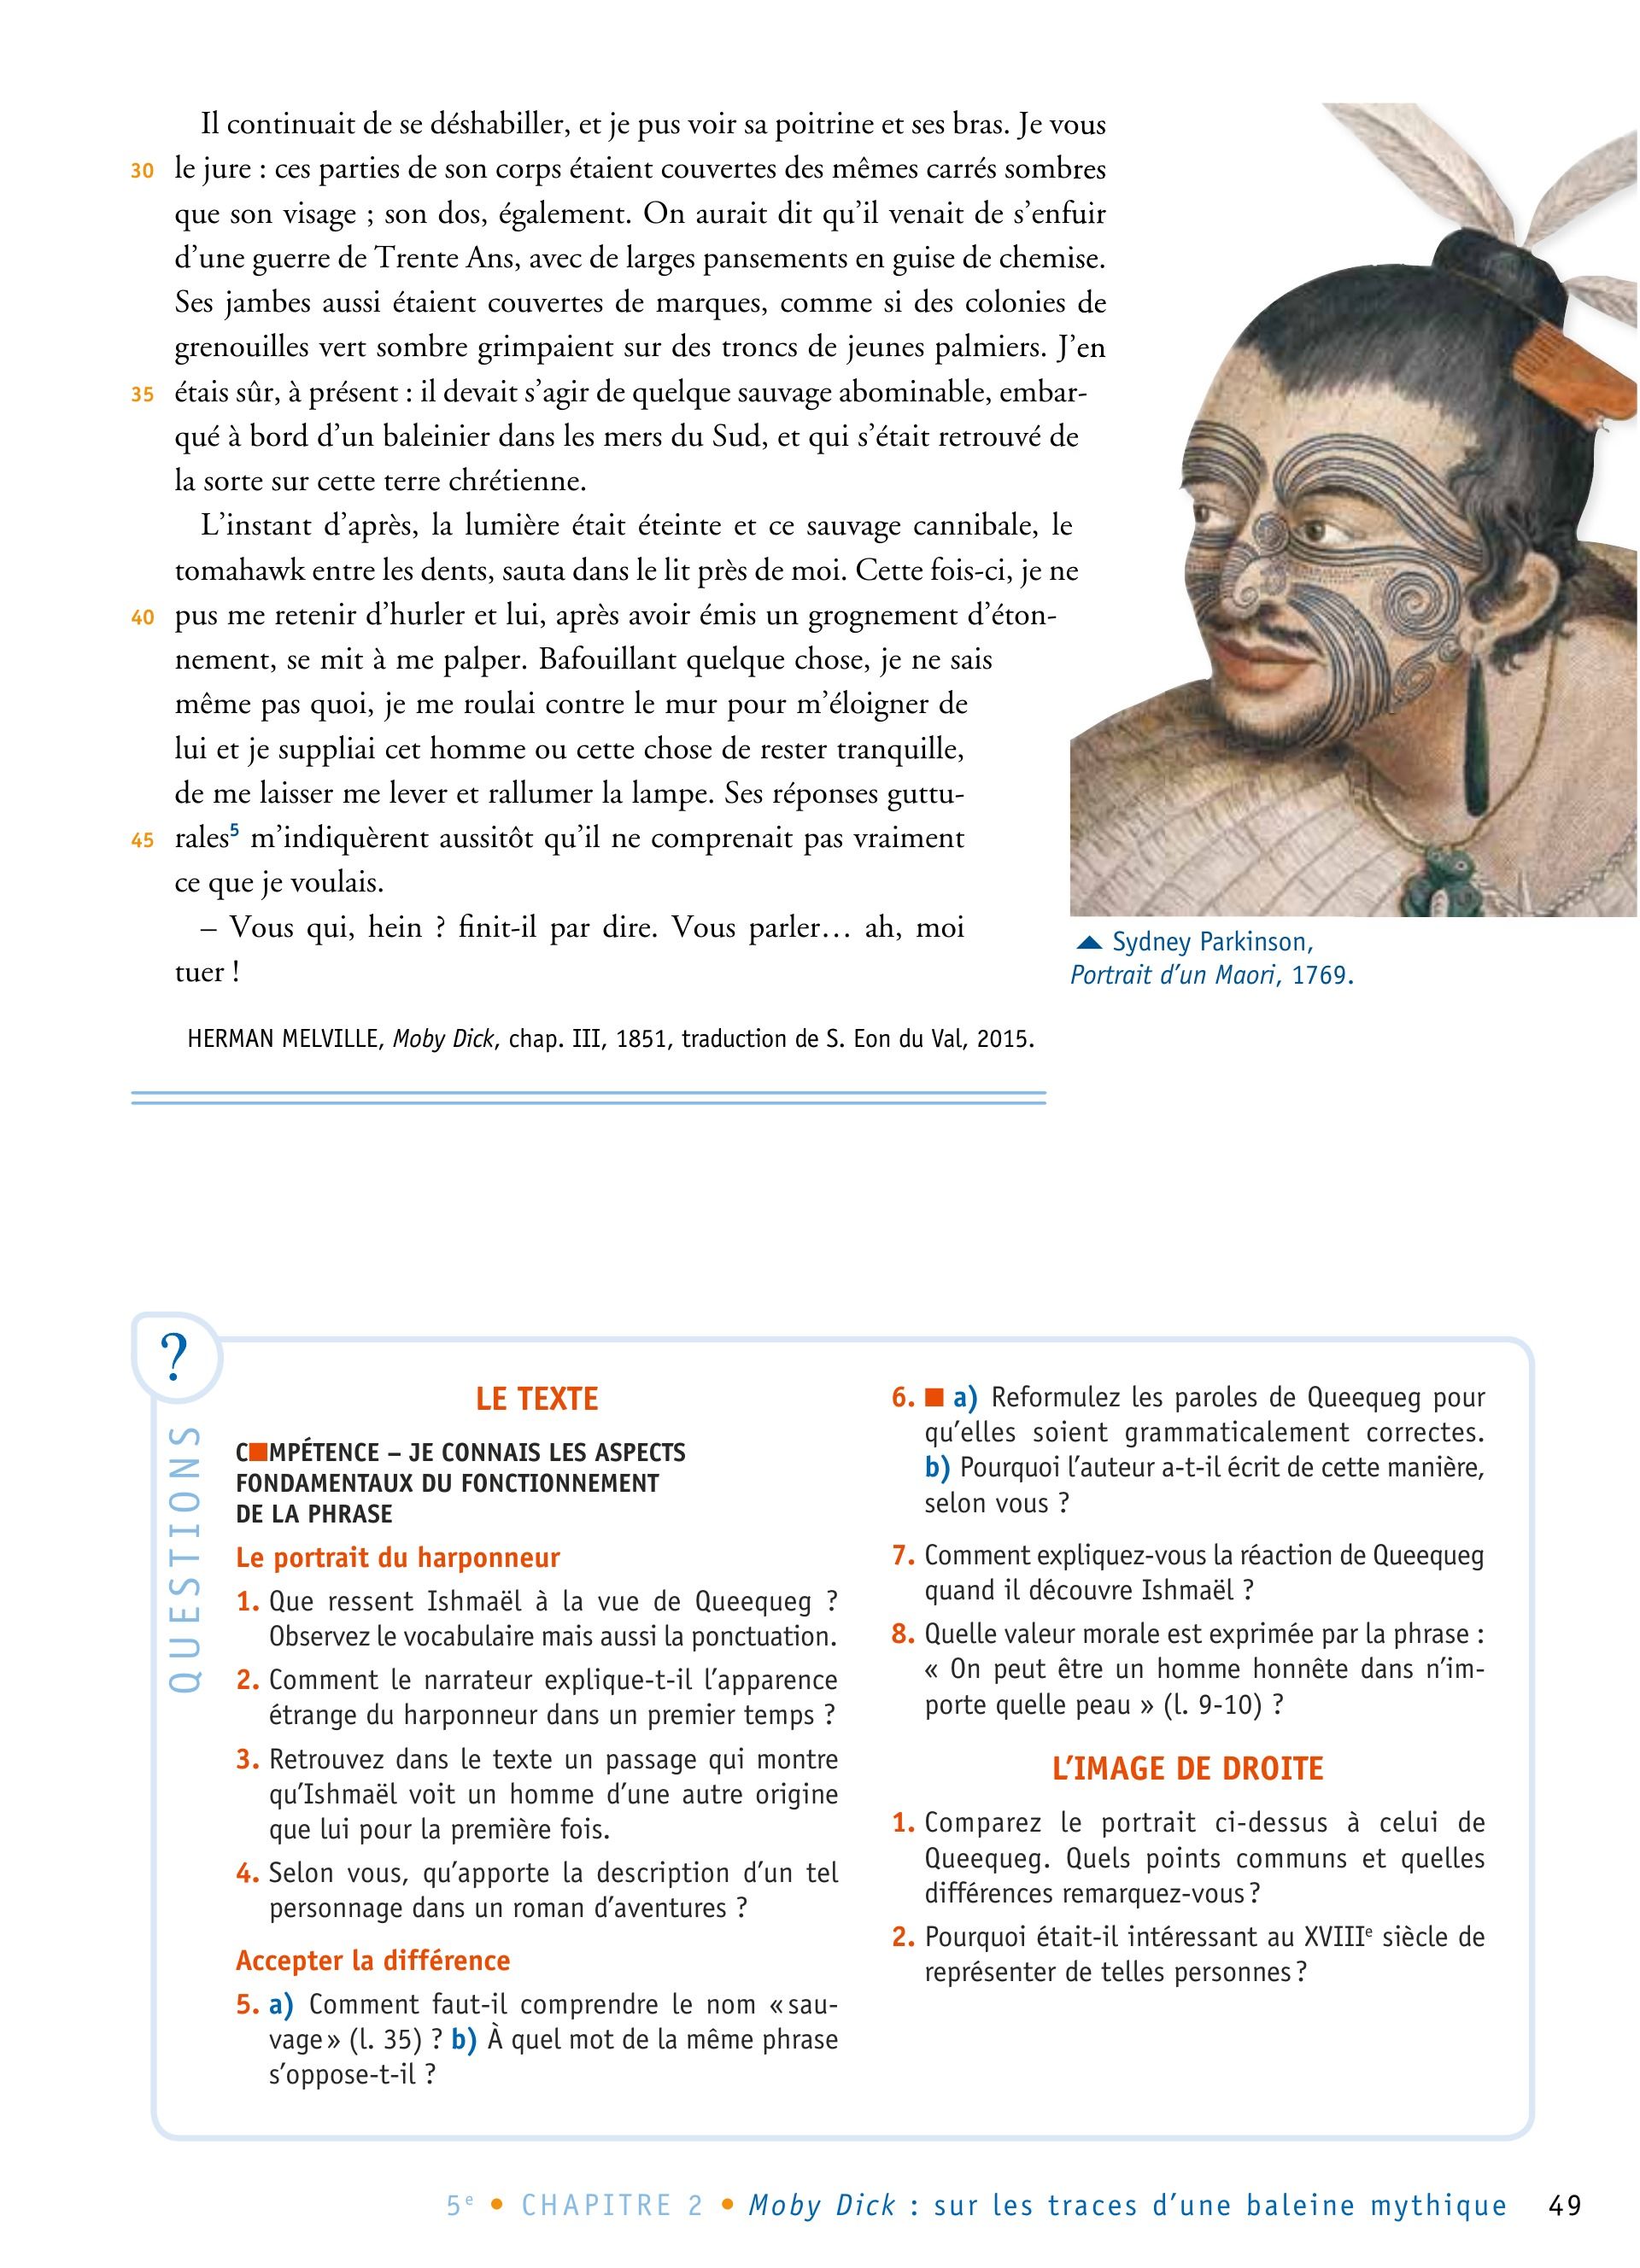 Il continuait de se déshabiller, et je pus voir sa poitrine et ses bras. Je vous
30 le jure : ces parties de son corps étaient couvertes des mêmes carrés sombres
que son visage ; son dos, également. On aurait dit qu'il venait de s'enfuir
d'une guerre de Trente Ans, avec de larges pansements en guise de chemise.
Ses jambes aussi étaient couvertes de marques, comme si des colonies de
grenouilles vert sombre grimpaient sur des troncs de jeunes palmiers. J'en
35 étais sûr, à présent : il devait s'agir de quelque sauvage abominable, embar-
qué à bord d'un baleinier dans les mers du Sud, et qui s'était retrouvé de
la sorte sur cette terre chrétienne.
L'instant d'après, la lumière était éteinte et ce sauvage cannibale, le
tomahawk entre les dents, sauta dans le lit près de moi. Cette fois-ci, je ne
40 pus me retenir d'hurler et lui, après avoir émis un grognement d'éton-
nement, se mit à me palper. Bafouillant quelque chose, je ne sais
même pas quoi, je me roulai contre le mur pour m'éloigner de
lui et je suppliai cet homme ou cette chose de rester tranquille,
de me laisser me lever et rallumer la lampe. Ses réponses guttu-
45 rales⁵ m'indiquèrent aussitôt qu'il ne comprenait pas vraiment
ce que je voulais.
– Vous qui, hein ? finit-il par dire. Vous parler… ah, moi
tuer !
HERMAN MELVILLE, Moby Dick, chap. III, 1851, traduction de S. Eon du Val, 2015.
▲ Sydney Parkinson,
Portrait d'un Maori, 1769.
?
QUESTIONS
LE TEXTE
C■MPÉTENCE – JE CONNAIS LES ASPECTS
FONDAMENTAUX DU FONCTIONNEMENT
DE LA PHRASE
Le portrait du harponneur
1. Que ressent Ishmaël à la vue de Queequeg ?
Observez le vocabulaire mais aussi la ponctuation.
2. Comment le narrateur explique-t-il l'apparence
étrange du harponneur dans un premier temps ?
3. Retrouvez dans le texte un passage qui montre
qu'Ishmaël voit un homme d'une autre origine
que lui pour la première fois.
4. Selon vous, qu'apporte la description d'un tel
personnage dans un roman d'aventures ?
Accepter la différence
5. a) Comment faut-il comprendre le nom « sau-
vage » (l. 35) ? b) À quel mot de la même phrase
s'oppose-t-il ?
6. ■ a) Reformulez les paroles de Queequeg pour
qu'elles soient grammaticalement correctes.
b) Pourquoi l'auteur a-t-il écrit de cette manière,
selon vous ?
7. Comment expliquez-vous la réaction de Queequeg
quand il découvre Ishmaël ?
8. Quelle valeur morale est exprimée par la phrase :
« On peut être un homme honnête dans n'im-
porte quelle peau » (l. 9-10) ?
L'IMAGE DE DROITE
1. Comparez le portrait ci-dessus à celui de
Queequeg. Quels points communs et quelles
différences remarquez-vous ?
2. Pourquoi était-il intéressant au XVIIIᵉ siècle de
représenter de telles personnes ?
5ᵉ • CHAPITRE 2 • Moby Dick : sur les traces d'une baleine mythique 49